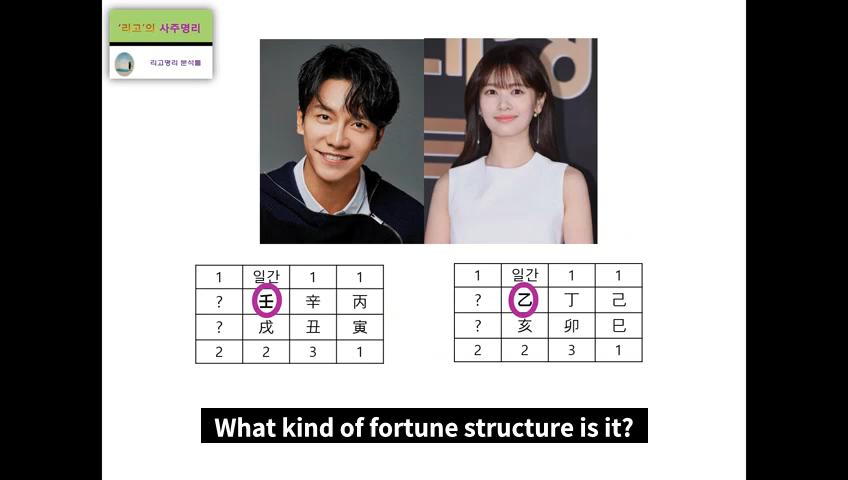 '리고'의 사주명리
리고명리 분석틀
1 일간 1 1
? 壬 辛 丙
? 戌 丑 寅
2 2 3 1
1 일간 1 1
? 乙 丁 己
? 亥 卯 巳
2 2 3 1
What kind of fortune structure is it?